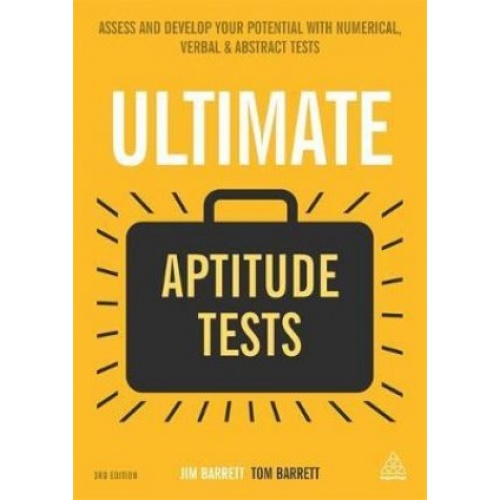 ASSESS AND DEVELOP YOUR POTENTIAL WITH NUMERICAL,
VERBAL & ABSTRACT TESTS
ULTIMATE
APTITUDE
TESTS
3RD EDITION
JIM BARRETT TOM BARRETT